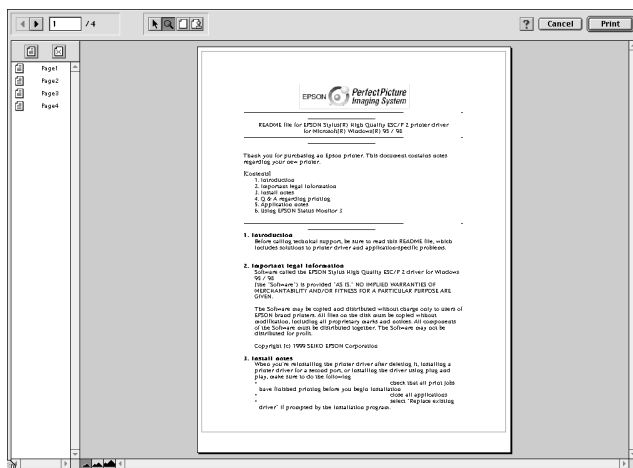 1 / 4
? Cancel Print
Page1
Page2
Page3
Page4
EPSON PerfectPicture
Imaging System
README file for EPSON Stylus(R) High Quality ESC/P 2 printer driver
for Microsoft(R) Windows(R) 95 / 98
Thank you for purchasing an Epson printer. This document contains notes
regarding your new printer.
[Contents]
1. Introduction
2. Important legal information
3. Install notes
4. Q & A regarding printing
5. Application notes
6. Using EPSON Status Monitor 3
1. Introduction
Before calling technical support, be sure to read this README file, which
includes solutions to printer driver and application-specific problems.
2. Important legal information
Software called the EPSON Stylus High Quality ESC/P 2 driver for Windows
95 / 98
(the "Software") is provided "AS IS." NO IMPLIED WARRANTIES OF
MERCHANTABILITY AND/OR FITNESS FOR A PARTICULAR PURPOSE ARE
GIVEN.
The Software may be copied and distributed without charge only to users of
EPSON brand printers. All files on the disk must be copied without
modification, including all proprietary marks and notices. All components
of the Software must be distributed together. The Software may not be
distributed for profit.
Copyright (c) 1999 SEIKO EPSON Corporation
3. Install notes
When you're reinstalling the printer driver after deleting it, installing a
printer driver for a second port, or installing the driver using plug and
play, make sure to do the following
* check that all print jobs
have finished printing before you begin installation
* close all applications
* select "Replace existing
driver" if prompted by the installation program.